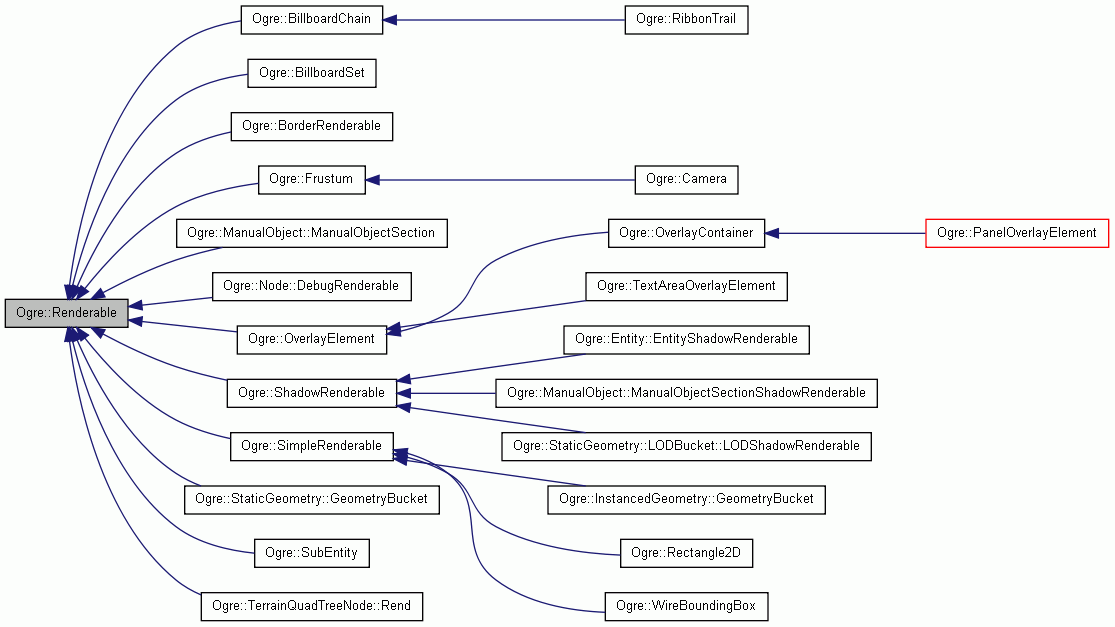 Ogre::BillboardChain
Ogre::RibbonTrail
Ogre::BillboardSet
Ogre::BorderRenderable
Ogre::Frustum
Ogre::Camera
Ogre::ManualObject::ManualObjectSection
Ogre::OverlayContainer
Ogre::PanelOverlayElement
Ogre::Node::DebugRenderable
Ogre::TextAreaOverlayElement
Ogre::Renderable
Ogre::OverlayElement
Ogre::Entity::EntityShadowRenderable
Ogre::ShadowRenderable
Ogre::ManualObject::ManualObjectSectionShadowRenderable
Ogre::SimpleRenderable
Ogre::StaticGeometry::LODBucket::LODShadowRenderable
Ogre::StaticGeometry::GeometryBucket
Ogre::InstancedGeometry::GeometryBucket
Ogre::SubEntity
Ogre::Rectangle2D
Ogre::TerrainQuadTreeNode::Rend
Ogre::WireBoundingBox